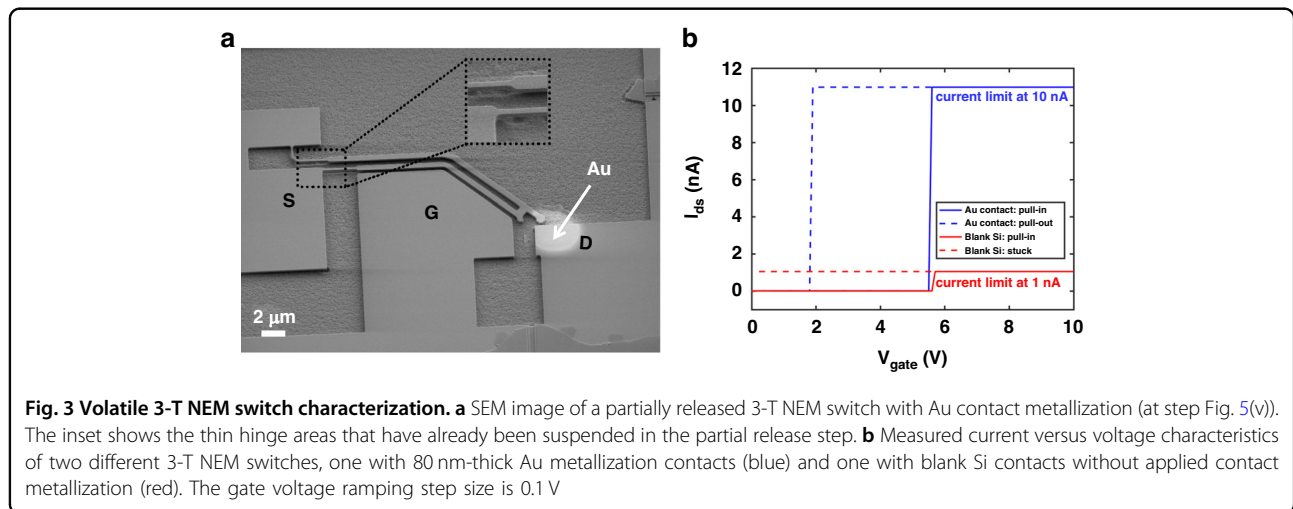 a
Au
S
G
D
2 μm
b
12
10
8
6
4
2
0
I_ds (nA)
current limit at 10 nA
Au contact: pull-in
Au contact: pull-out
Blank Si: pull-in
Blank Si: stuck
current limit at 1 nA
0 2 4 6 8 10
V_gate (V)
Fig. 3 Volatile 3-T NEM switch characterization. a SEM image of a partially released 3-T NEM switch with Au contact metallization (at step Fig. 5(v)).
The inset shows the thin hinge areas that have already been suspended in the partial release step. b Measured current versus voltage characteristics
of two different 3-T NEM switches, one with 80 nm-thick Au metallization contacts (blue) and one with blank Si contacts without applied contact
metallization (red). The gate voltage ramping step size is 0.1 V